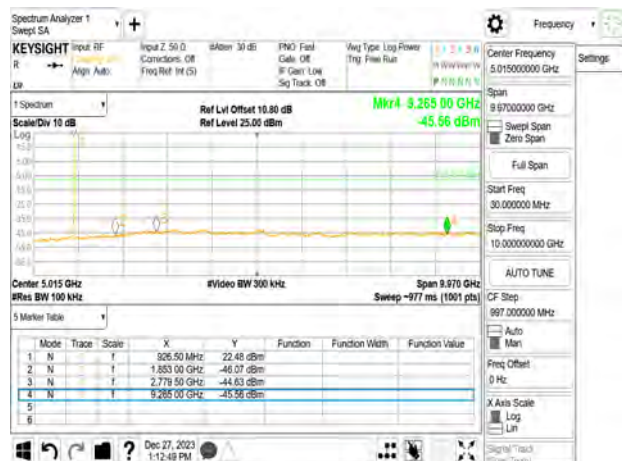 Spectrum Analyzer 1
Swept SA
Frequency
KEYSIGHT
Input: RF
Input Z: 50 Ω
#Atten: 30 dB
PNO: Fast
Avg Type: Log-Power
R
Corrections: Off
Gate: Off
Trig: Free Run
Align: Auto
Freq Ref: Int (S)
IF Gain: Low
Sig Track: Off
P N N N N N
Center Frequency
5.015000000 GHz
Settings
Span
9.97000000 GHz
Swept Span
Zero Span
Full Span
Start Freq
30.000000 MHz
Stop Freq
10.000000000 GHz
AUTO TUNE
CF Step
997.000000 MHz
Auto
Man
Freq Offset
0 Hz
X Axis Scale
Log
Lin
Signal Track
1 Spectrum
Ref Lvl Offset 10.80 dB
Mkr4 9.265 00 GHz
Scale/Div 10 dB
Ref Level 25.00 dBm
-45.56 dBm
Log
Center 5.015 GHz
#Video BW 300 kHz
Span 9.970 GHz
#Res BW 100 kHz
Sweep ~977 ms (1001 pts)
5 Marker Table
Mode Trace Scale X Y Function Function Width Function Value
1 N f 926.50 MHz 22.48 dBm
2 N f 1.853 00 GHz -46.07 dBm
3 N f 2.779 50 GHz -44.63 dBm
4 N f 9.265 00 GHz -45.56 dBm
5
6
?
Dec 27, 2023
1:12:49 PM